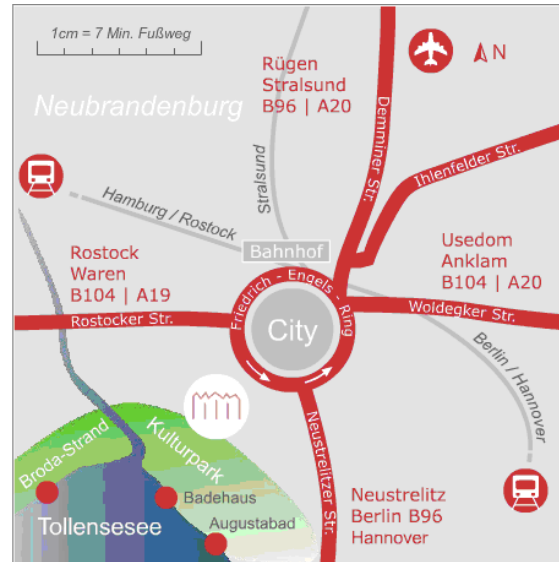 1cm = 7 Min. Fußweg
Neubrandenburg
Rügen
Stralsund
B96 | A20
N
Demminer Str.
Ihlenfelder Str.
Stralsund
Hamburg / Rostock
Bahnhof
Rostock
Waren
B104 | A19
Usedom
Anklam
B104 | A20
Friedrich - Engels - Ring
Rostocker Str.
City
Woldegker Str.
Berlin / Hannover
Neustrelitzer Str.
Broda-Strand
Kulturpark
Badehaus
Tollensesee
Augustabad
Neustrelitz
Berlin B96
Hannover